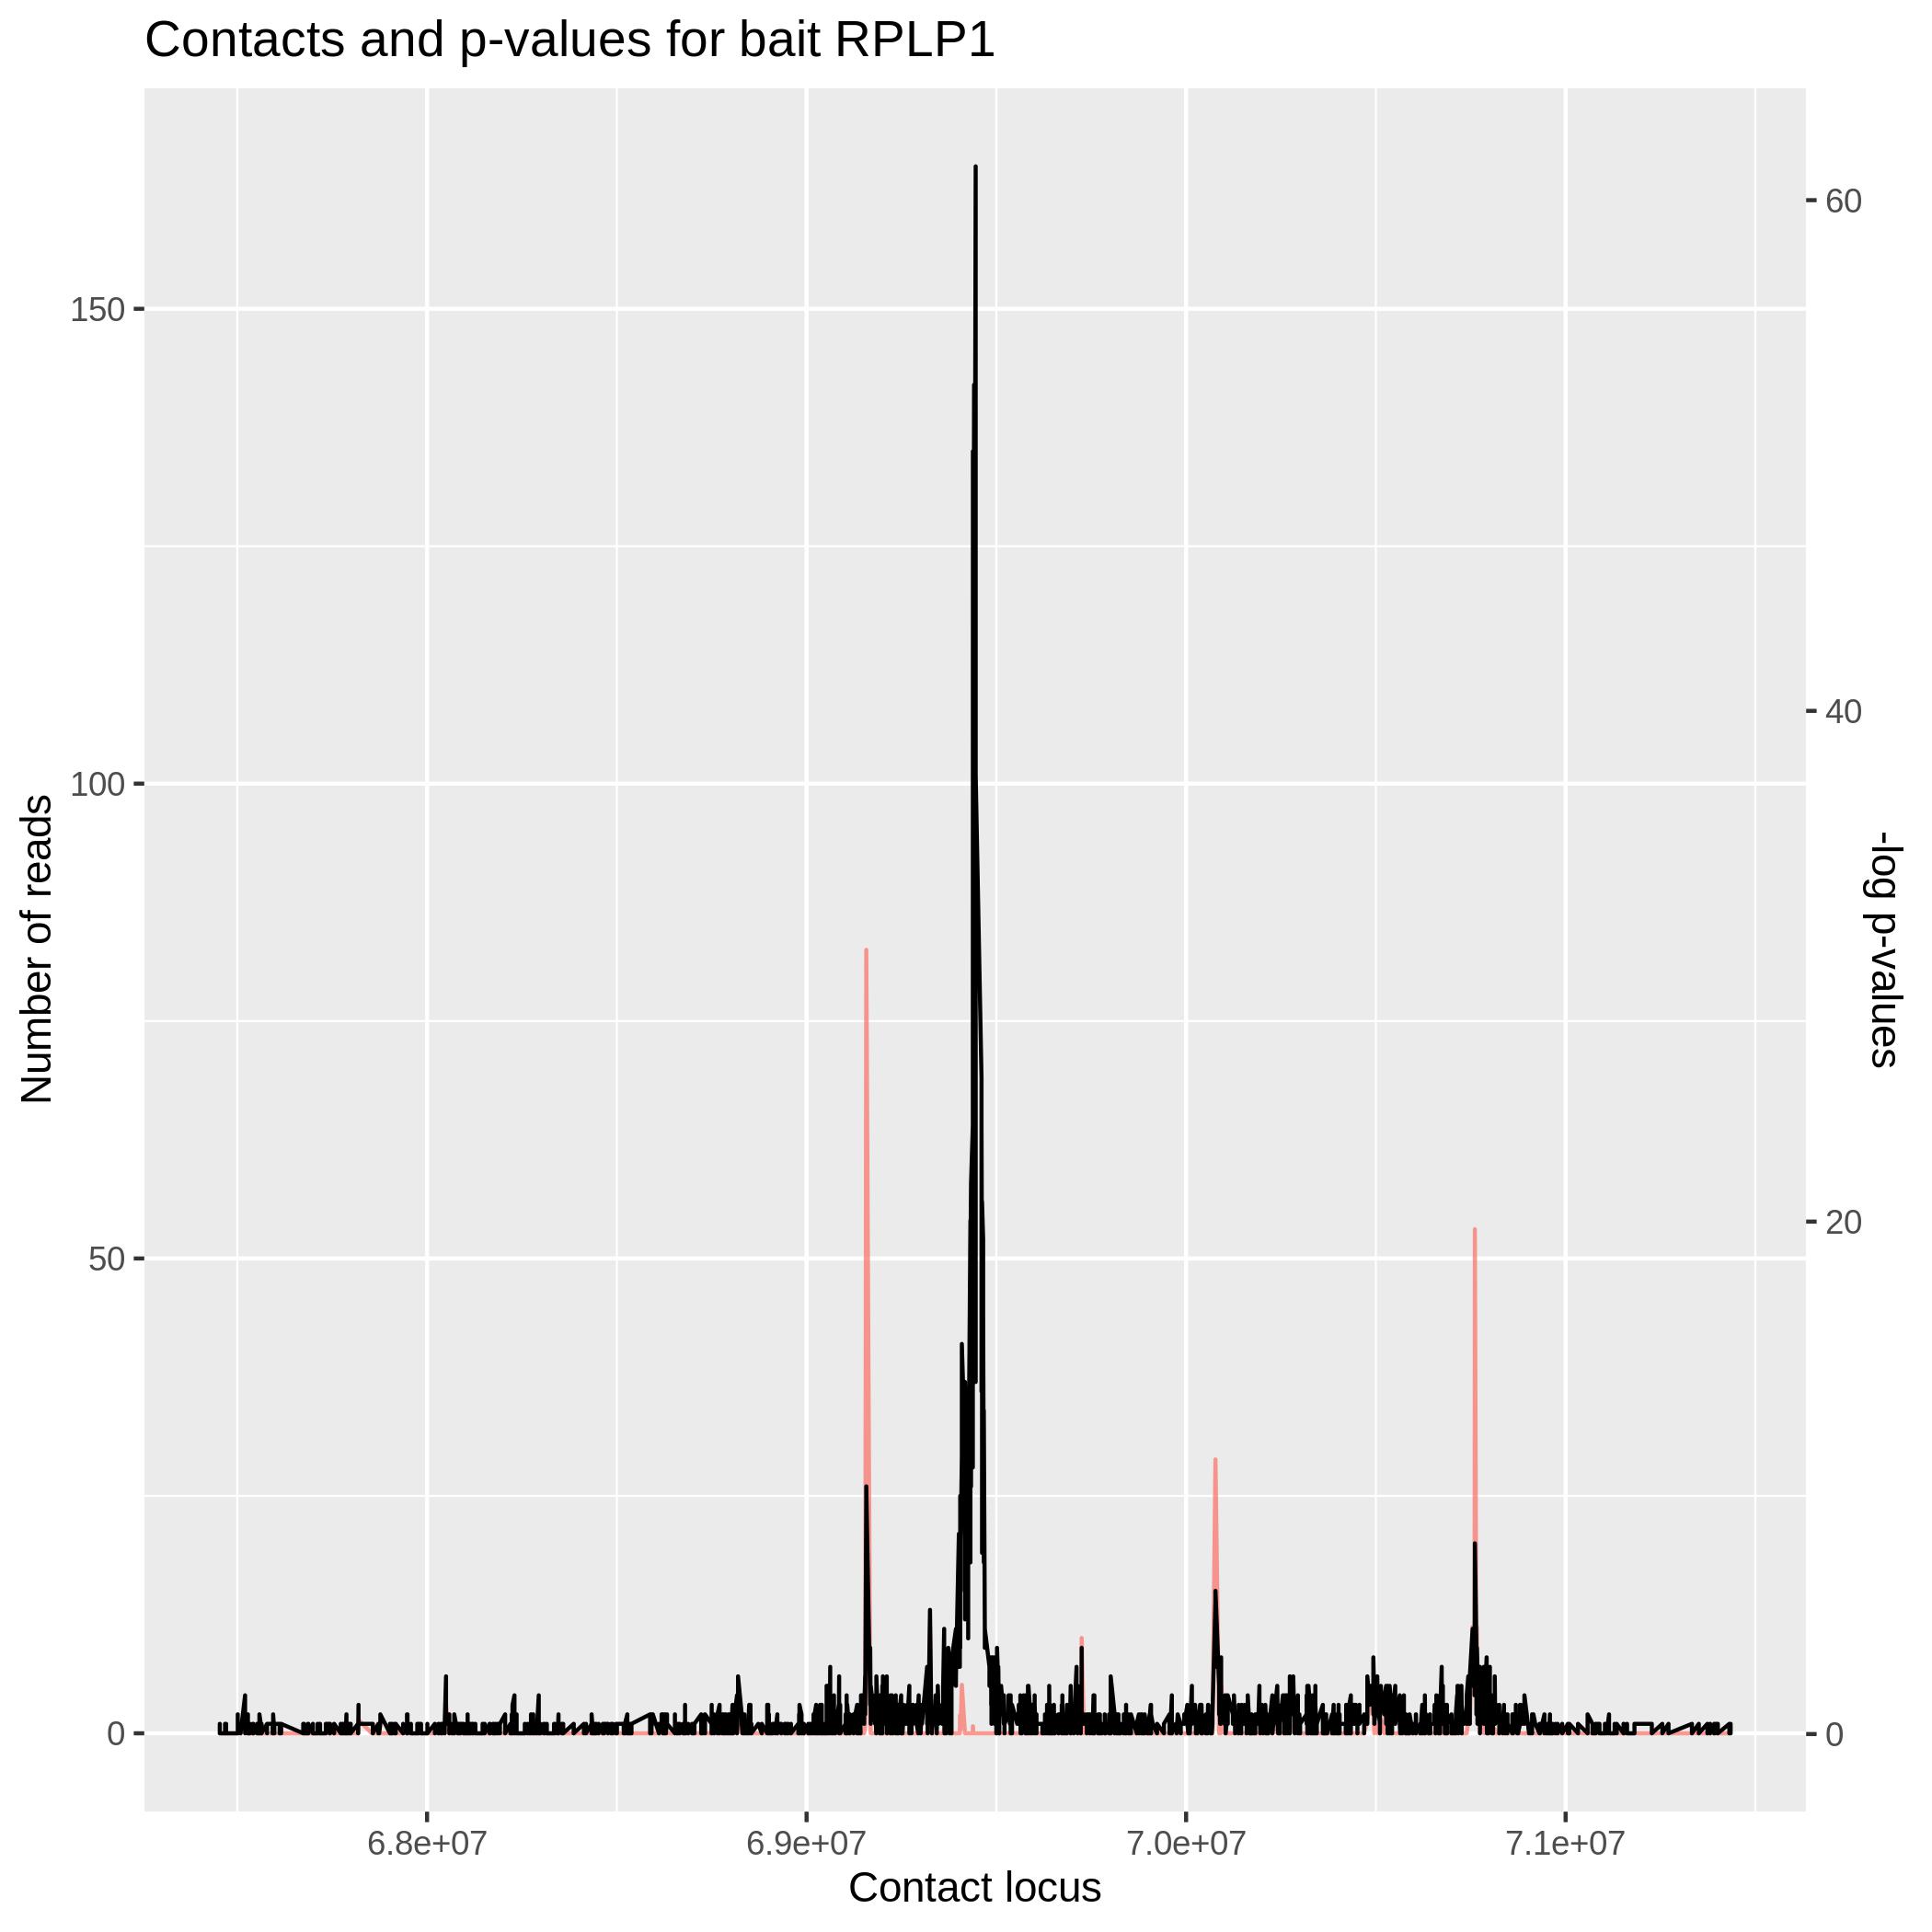 Contacts and p-values for bait RPLP1
150
100
50
0
Number of reads
60
40
20
0
-log p-values
6.8e+07
6.9e+07
7.0e+07
7.1e+07
Contact locus